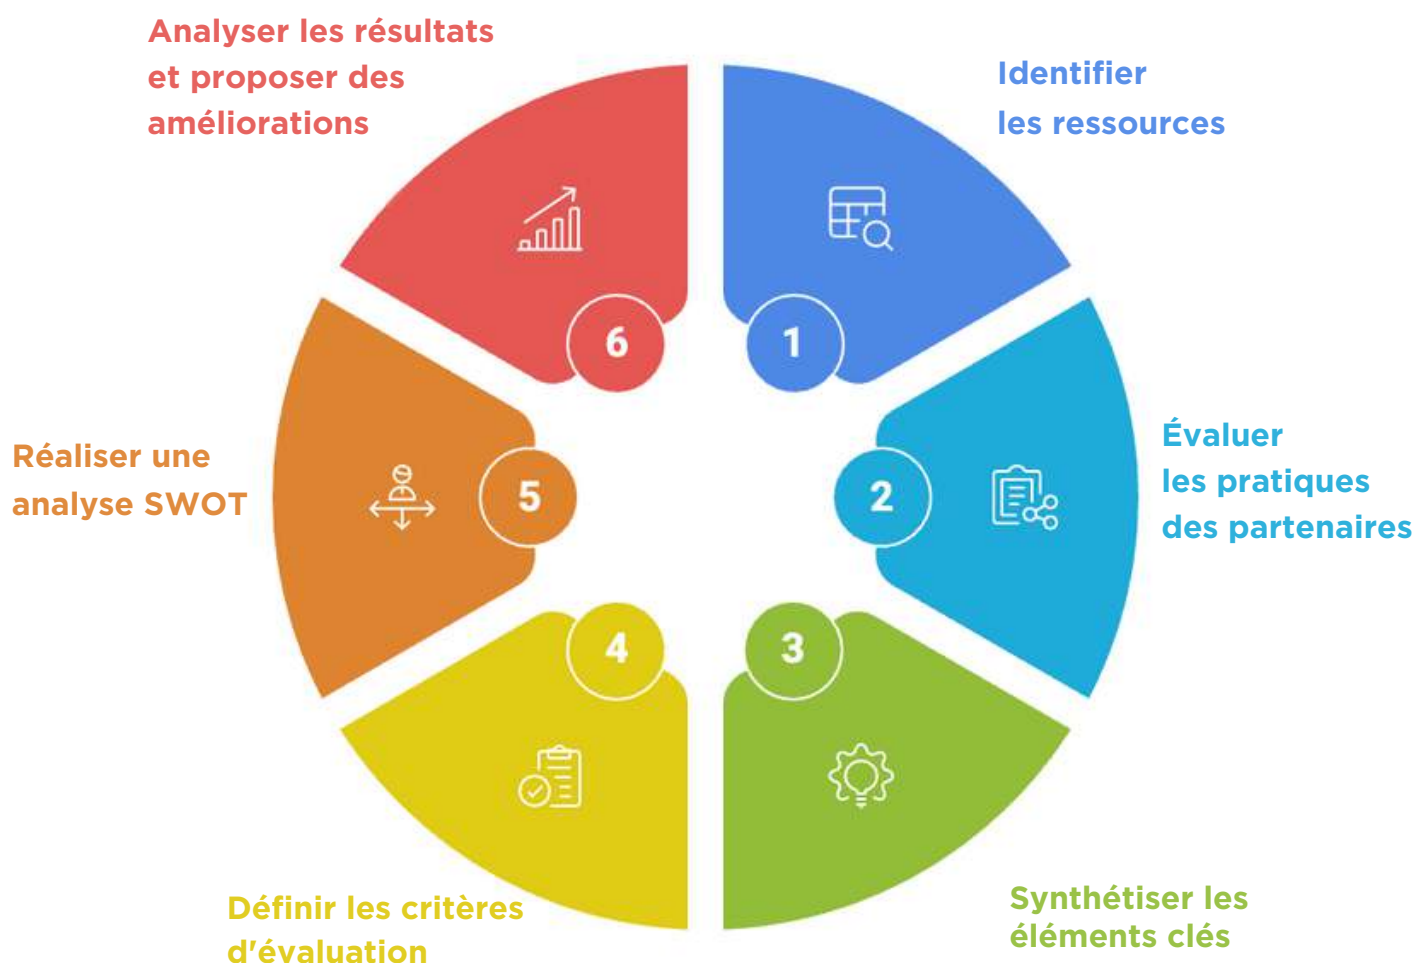 Analyser les résultats
et proposer des
améliorations
6
Identifier
les ressources
1
Évaluer
les pratiques
des partenaires
2
Synthétiser les
éléments clés
3
Définir les critères
d'évaluation
4
Réaliser une
analyse SWOT
5